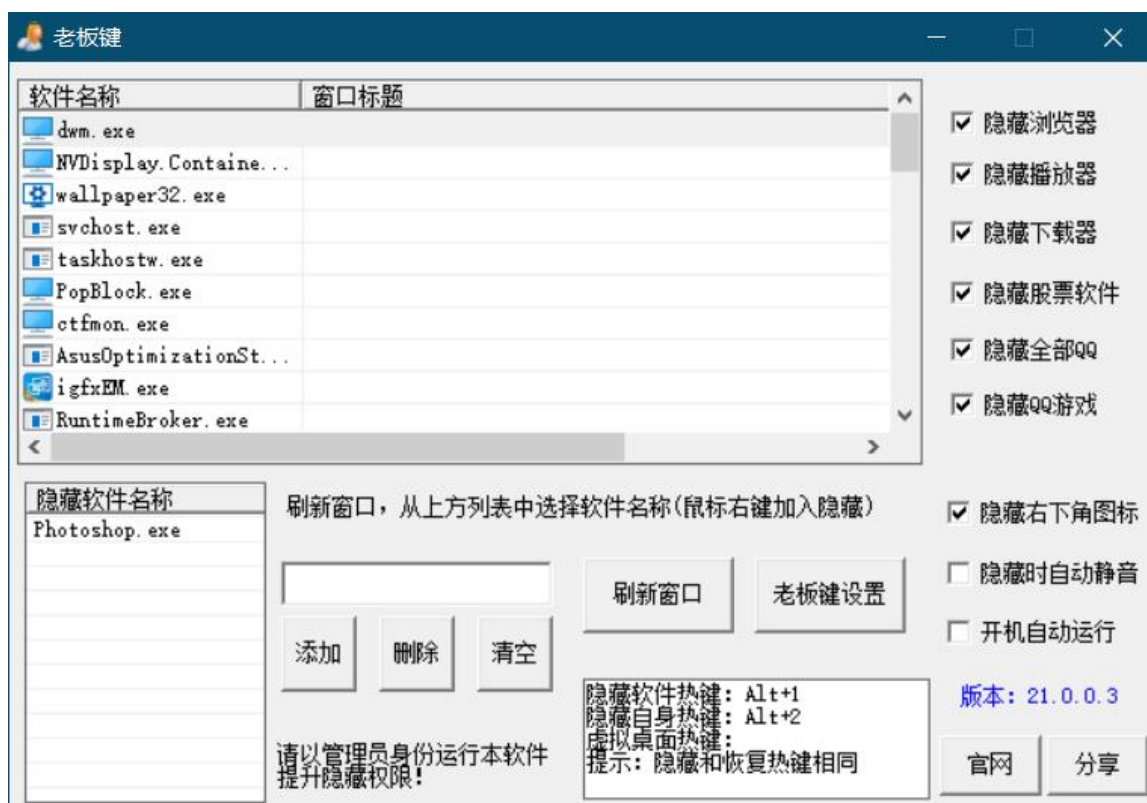 老板键
软件名称 窗口标题
dwm.exe
NVDisplay.Containe...
wallpaper32.exe
svchost.exe
taskhostw.exe
PopBlock.exe
ctfmon.exe
AsusOptimizationSt...
igfxEM.exe
RuntimeBroker.exe
隐藏浏览器
隐藏播放器
隐藏下载器
隐藏股票软件
隐藏全部QQ
隐藏QQ游戏
隐藏软件名称
Photoshop.exe
刷新窗口，从上方列表中选择软件名称(鼠标右键加入隐藏)
刷新窗口 老板键设置
添加 删除 清空
请以管理员身份运行本软件
提升隐藏权限!
隐藏软件热键: Alt+1
隐藏自身热键: Alt+2
虚拟桌面热键:
提示: 隐藏和恢复热键相同
隐藏右下角图标
隐藏时自动静音
开机自动运行
版本: 21.0.0.3
官网 分享